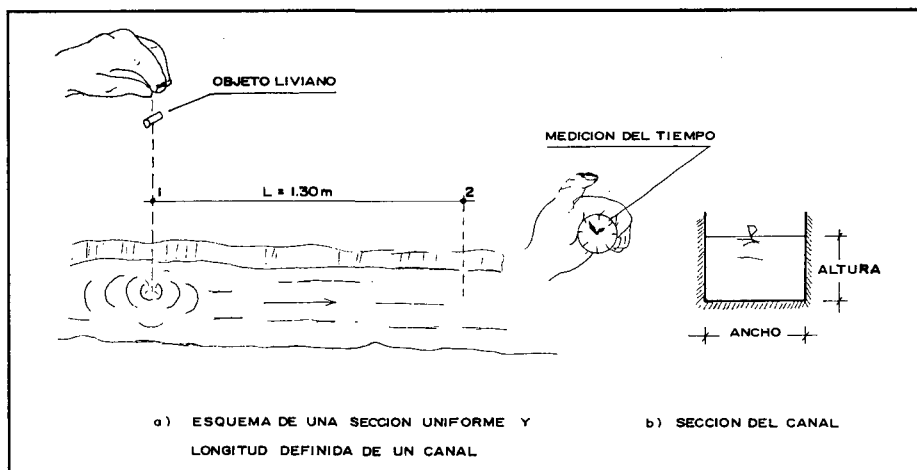 OBJETO LIVIANO
MEDICION DEL TIEMPO
1
L = 1.30 m
2
ALTURA
ANCHO
a) ESQUEMA DE UNA SECCION UNIFORME Y
LONGITUD DEFINIDA DE UN CANAL
b) SECCION DEL CANAL